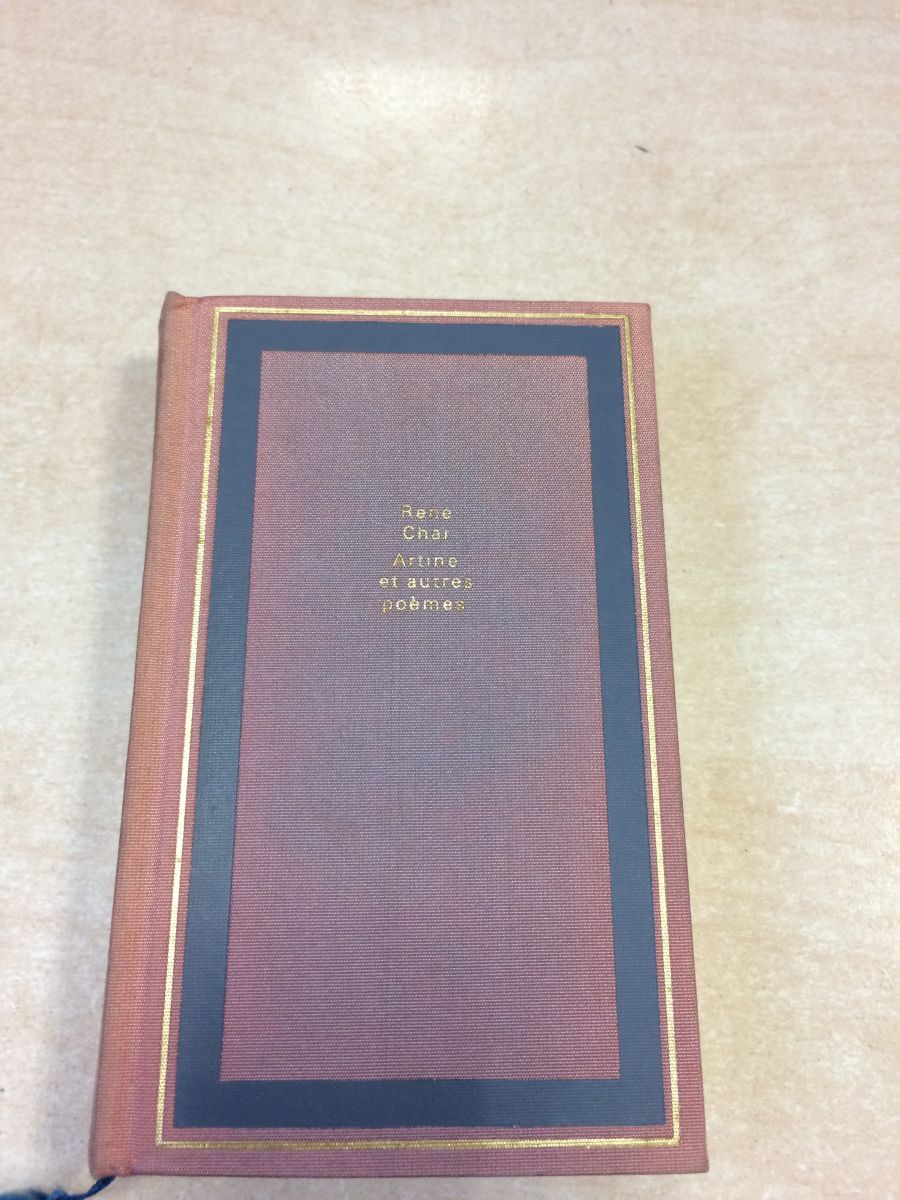 René
Char
Artine
et autres
poèmes